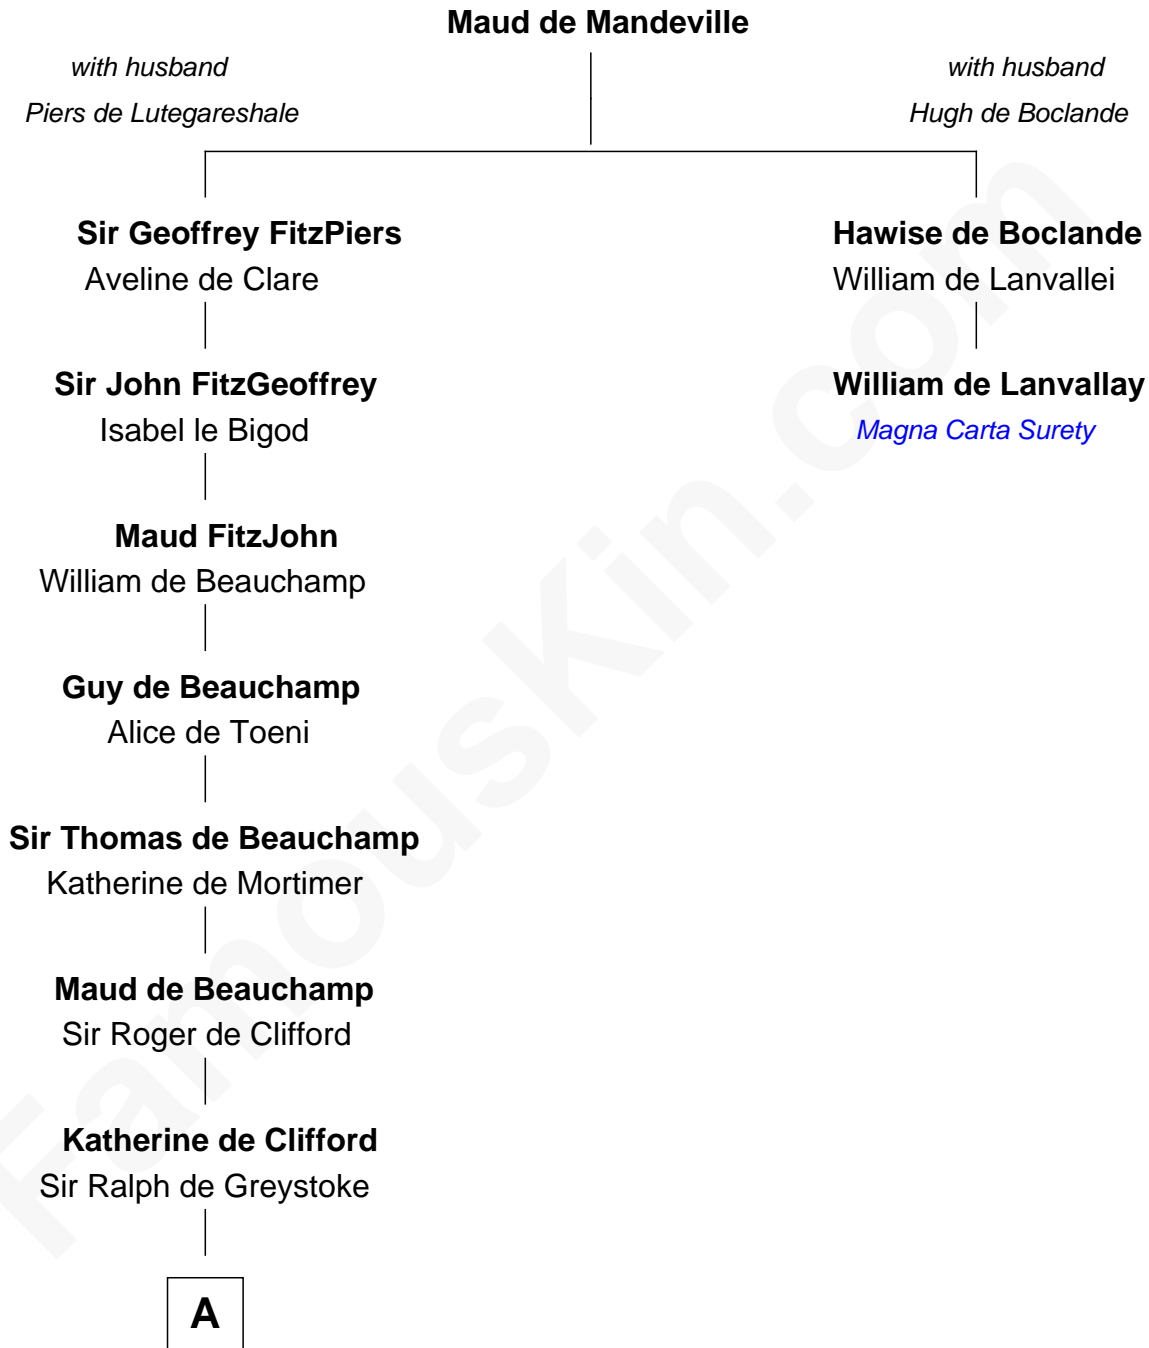 Maud de Mandeville
with husband
Piers de Lutegareshale
with husband
Hugh de Boclande
Sir Geoffrey FitzPiers
Aveline de Clare
Hawise de Boclande
William de Lanvallei
Sir John FitzGeoffrey
Isabel le Bigod
William de Lanvallay
Magna Carta Surety
Maud FitzJohn
William de Beauchamp
Guy de Beauchamp
Alice de Toeni
Sir Thomas de Beauchamp
Katherine de Mortimer
Maud de Beauchamp
Sir Roger de Clifford
Katherine de Clifford
Sir Ralph de Greystoke
A
FamousKin.com